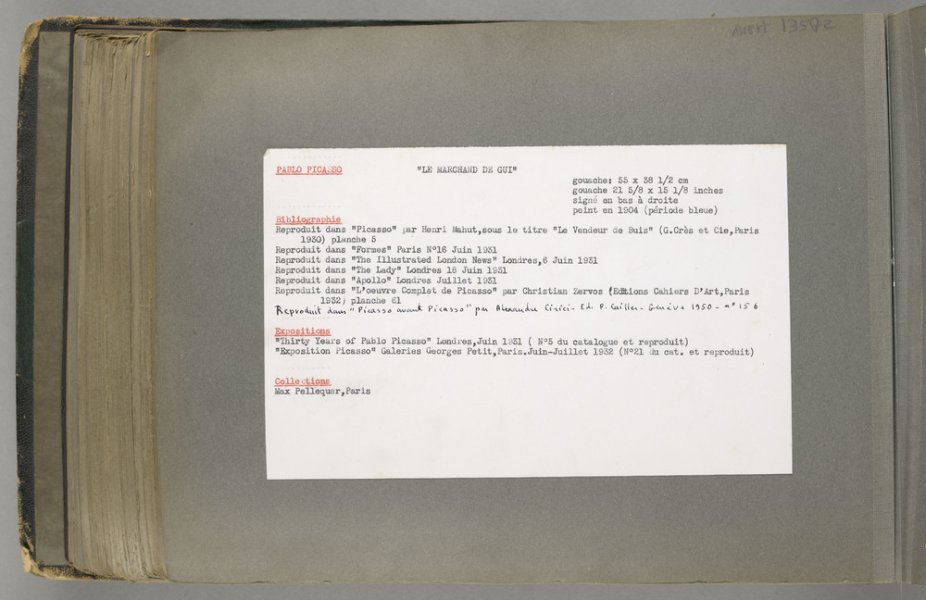 PABLO PICASSO "LE MARCHAND DE GUI"
gouache: 55 x 38 1/2 cm
gouache 21 5/8 x 15 1/8 inches
signé en bas à droite
peint en 1904 (période bleue)
Bibliographie
Reproduit dans "Picasso" par Henri Mahut,sous le titre "Le Vendeur de Buis" (G.Crès et Cie,Paris
1930) planche 5
Reproduit dans "Formes" Paris N°16 Juin 1931
Reproduit dans "The Illustrated London News" Londres,6 Juin 1931
Reproduit dans "The Lady" Londres 18 Juin 1931
Reproduit dans "Apollo" Londres Juillet 1931
Reproduit dans "L'oeuvre Complet de Picasso" par Christian Zervos (Editions Cahiers D'Art,Paris
1932) planche 61
Reproduit dans "Picasso avant Picasso" par Alexandre Cirici - Ed. P. Cailler - Genève 1950 - n° 156
Expositions
"Thirty Years of Pablo Picasso" Londres,Juin 1931 ( N°5 du catalogue et reproduit)
"Exposition Picasso" Galeries Georges Petit,Paris.Juin-Juillet 1932 (N°21 du cat. et reproduit)
Collections
Max Pellequer,Paris